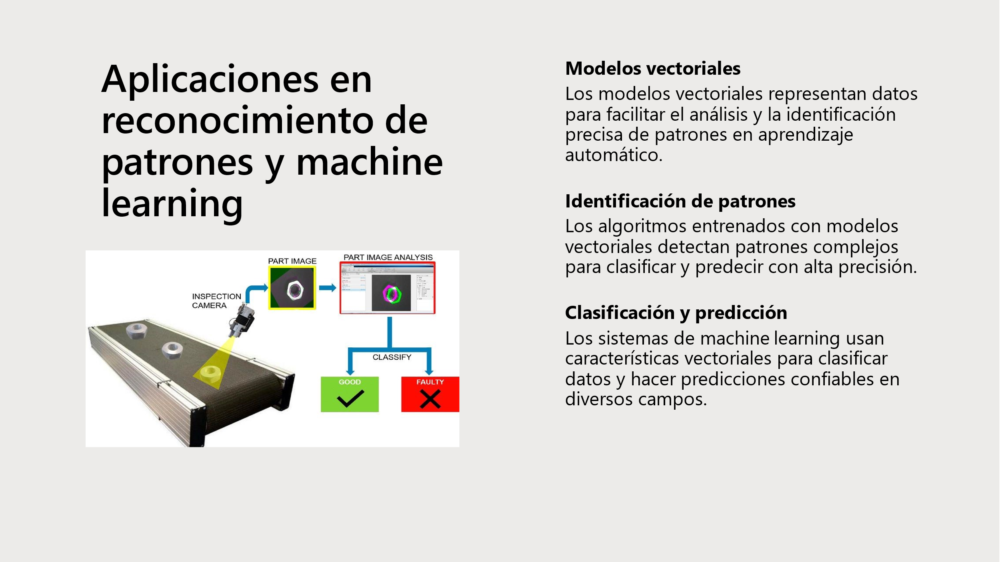 Aplicaciones en
reconocimiento de
patrones y machine
learning
PART IMAGE
PART IMAGE ANALYSIS
INSPECTION
CAMERA
CLASSIFY
GOOD
FAULTY
Modelos vectoriales
Los modelos vectoriales representan datos
para facilitar el análisis y la identificación
precisa de patrones en aprendizaje
automático.
Identificación de patrones
Los algoritmos entrenados con modelos
vectoriales detectan patrones complejos
para clasificar y predecir con alta precisión.
Clasificación y predicción
Los sistemas de machine learning usan
características vectoriales para clasificar
datos y hacer predicciones confiables en
diversos campos.